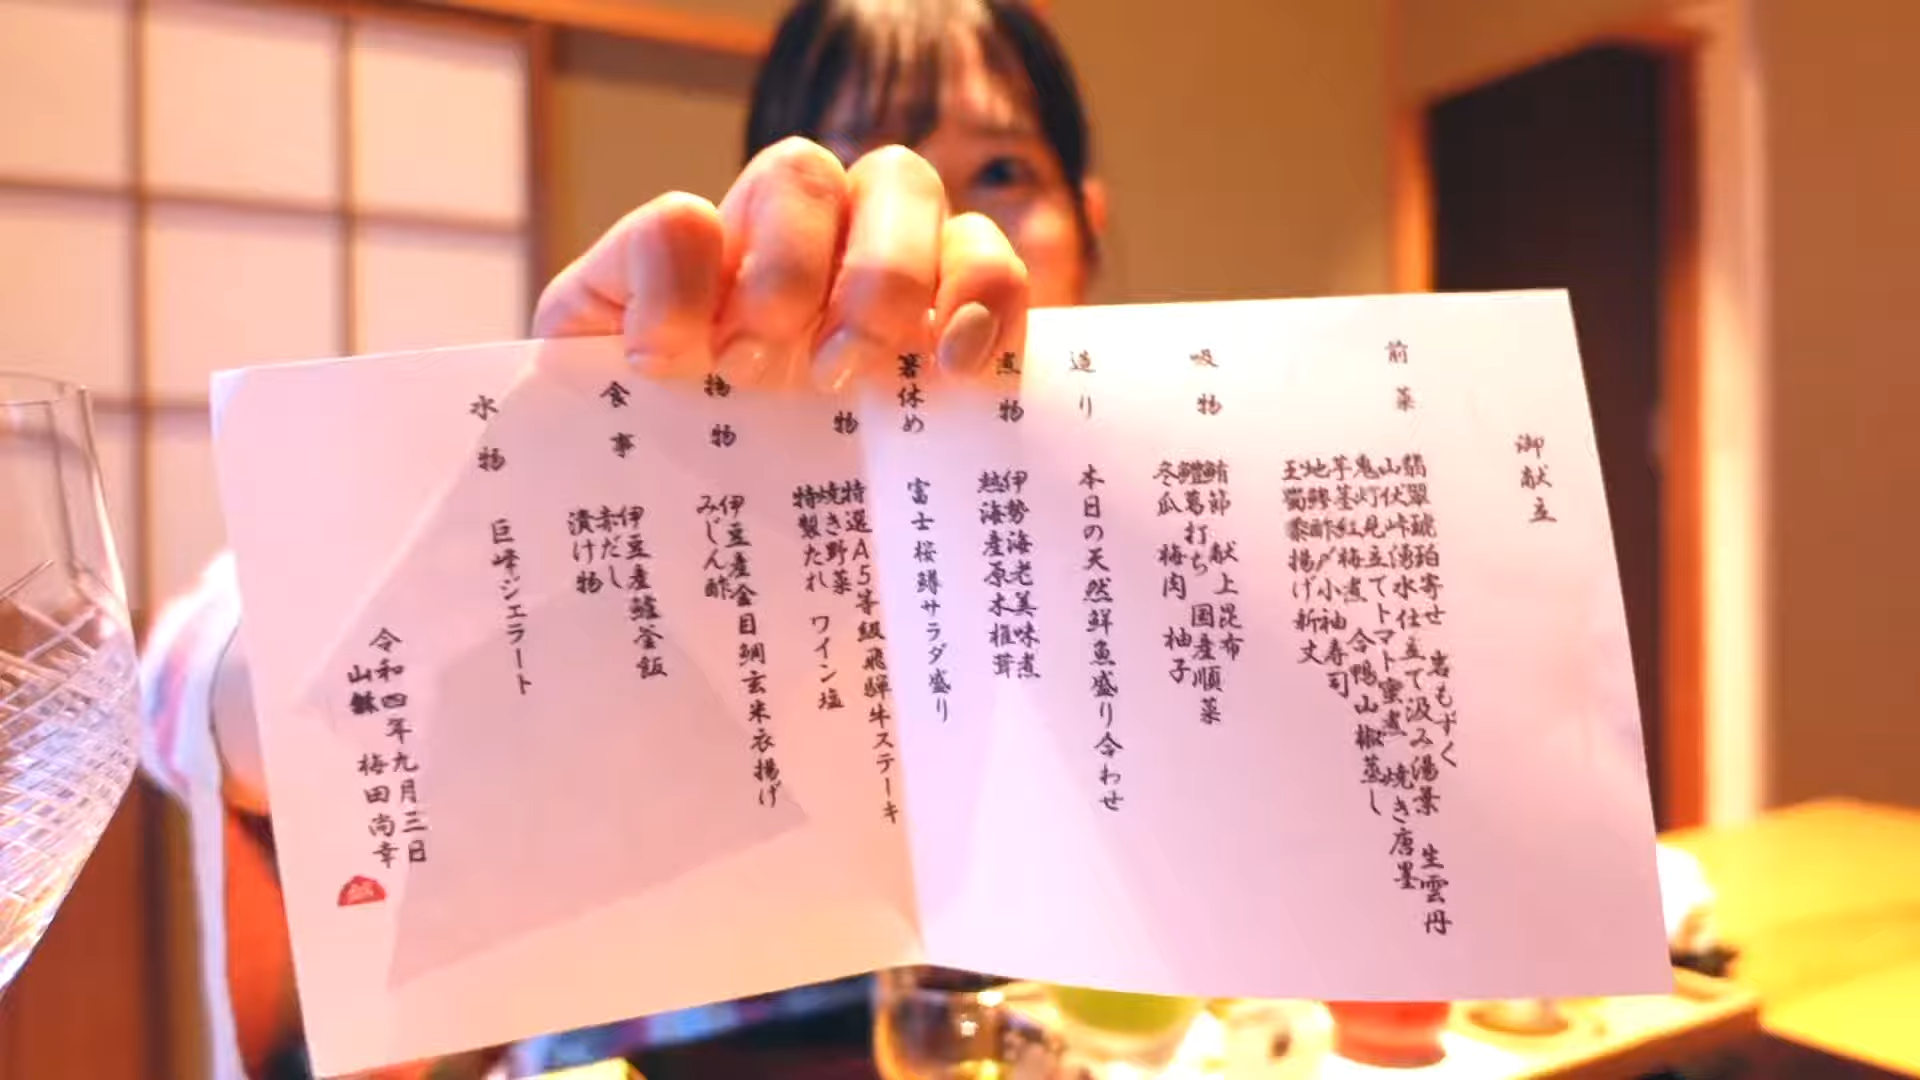 御献立
前菜
翡翠琥珀寄せ 岩もずく
山伏峠湧水仕立て汲み湯葉 生雲丹
鬼灯見立てトマト蜜煮 焼き唐墨
芋茎紅梅煮 合鴨山椒蒸し
地鯵酢〆小袖寿司
玉蜀黍揚げ新丈
吸物
鮪節 献上昆布
鱧葛打ち 国産順菜
冬瓜 梅肉 柚子
造り
本日の天然鮮魚盛り合わせ
煮物
伊勢海老美味煮
熱海産原木椎茸
箸休め
富士桜鱒サラダ盛り
物
特選A5等級飛騨牛ステーキ
焼き野菜
特製たれ ワイン塩
揚物
伊豆産金目鯛玄米衣揚げ
みじん酢
食事
伊豆産鱸釜飯
赤だし
漬け物
水物
巨峰ジェラート
令和四年九月三日
山 梅田尚幸